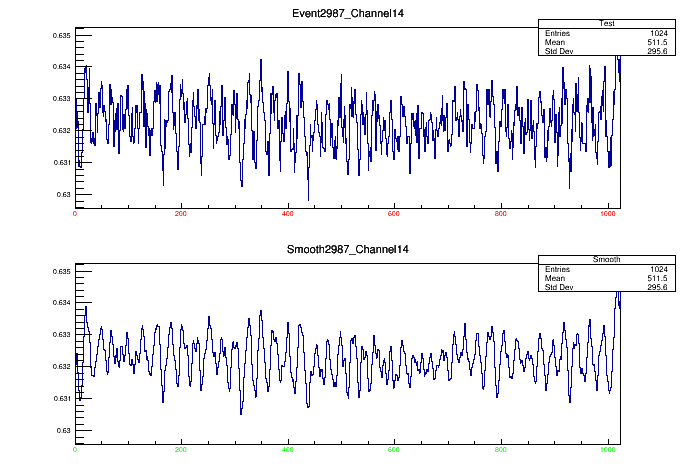 Event2987_Channel14
Test
Entries 1024
Mean 511.5
Std Dev 295.6
0.635
0.634
0.633
0.632
0.631
0.63
0 200 400 600 800 1000
Smooth2987_Channel14
Smooth
Entries 1024
Mean 511.5
Std Dev 295.6
0.635
0.634
0.633
0.632
0.631
0.63
0 200 400 600 800 1000